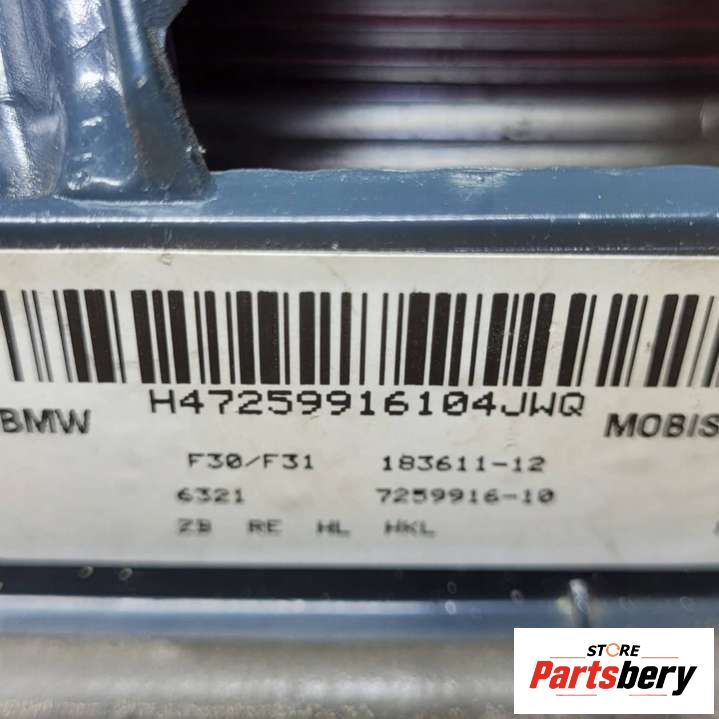 H47259916104JWQ
BMW
MOBIS
F30/F31 183611-12
6321 7259916-10
ZB RE HL HKL
STORE
Partsbery